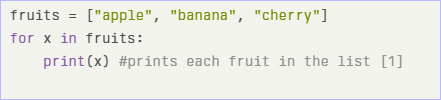 fruits = ["apple", "banana", "cherry"]
for x in fruits:
    print(x) #prints each fruit in the list [1]